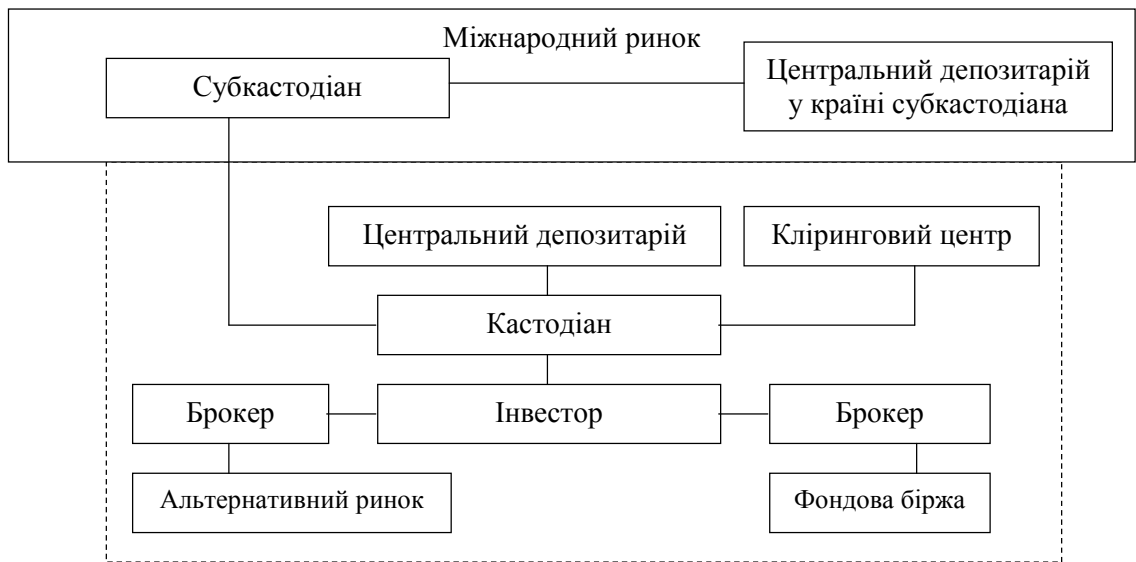 Міжнародний ринок
Субкастодіан
Центральний депозитарій
у країні субкастодіана
Центральний депозитарій
Кліринговий центр
Кастодіан
Брокер
Інвестор
Брокер
Альтернативний ринок
Фондова біржа